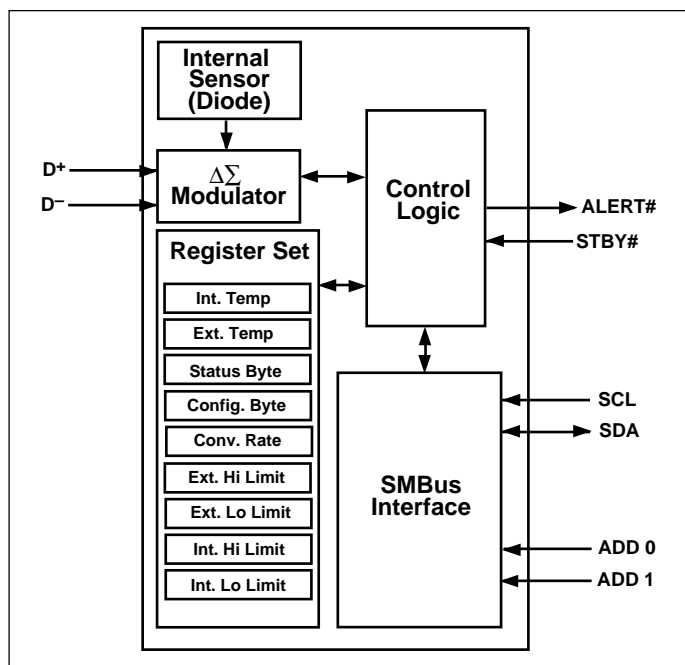 Internal
Sensor
(Diode)
D+
D–
ΔΣ
Modulator
Control
Logic
ALERT#
STBY#
Register Set
Int. Temp
Ext. Temp
Status Byte
Config. Byte
Conv. Rate
Ext. Hi Limit
Ext. Lo Limit
Int. Hi Limit
Int. Lo Limit
SMBus
Interface
SCL
SDA
ADD 0
ADD 1